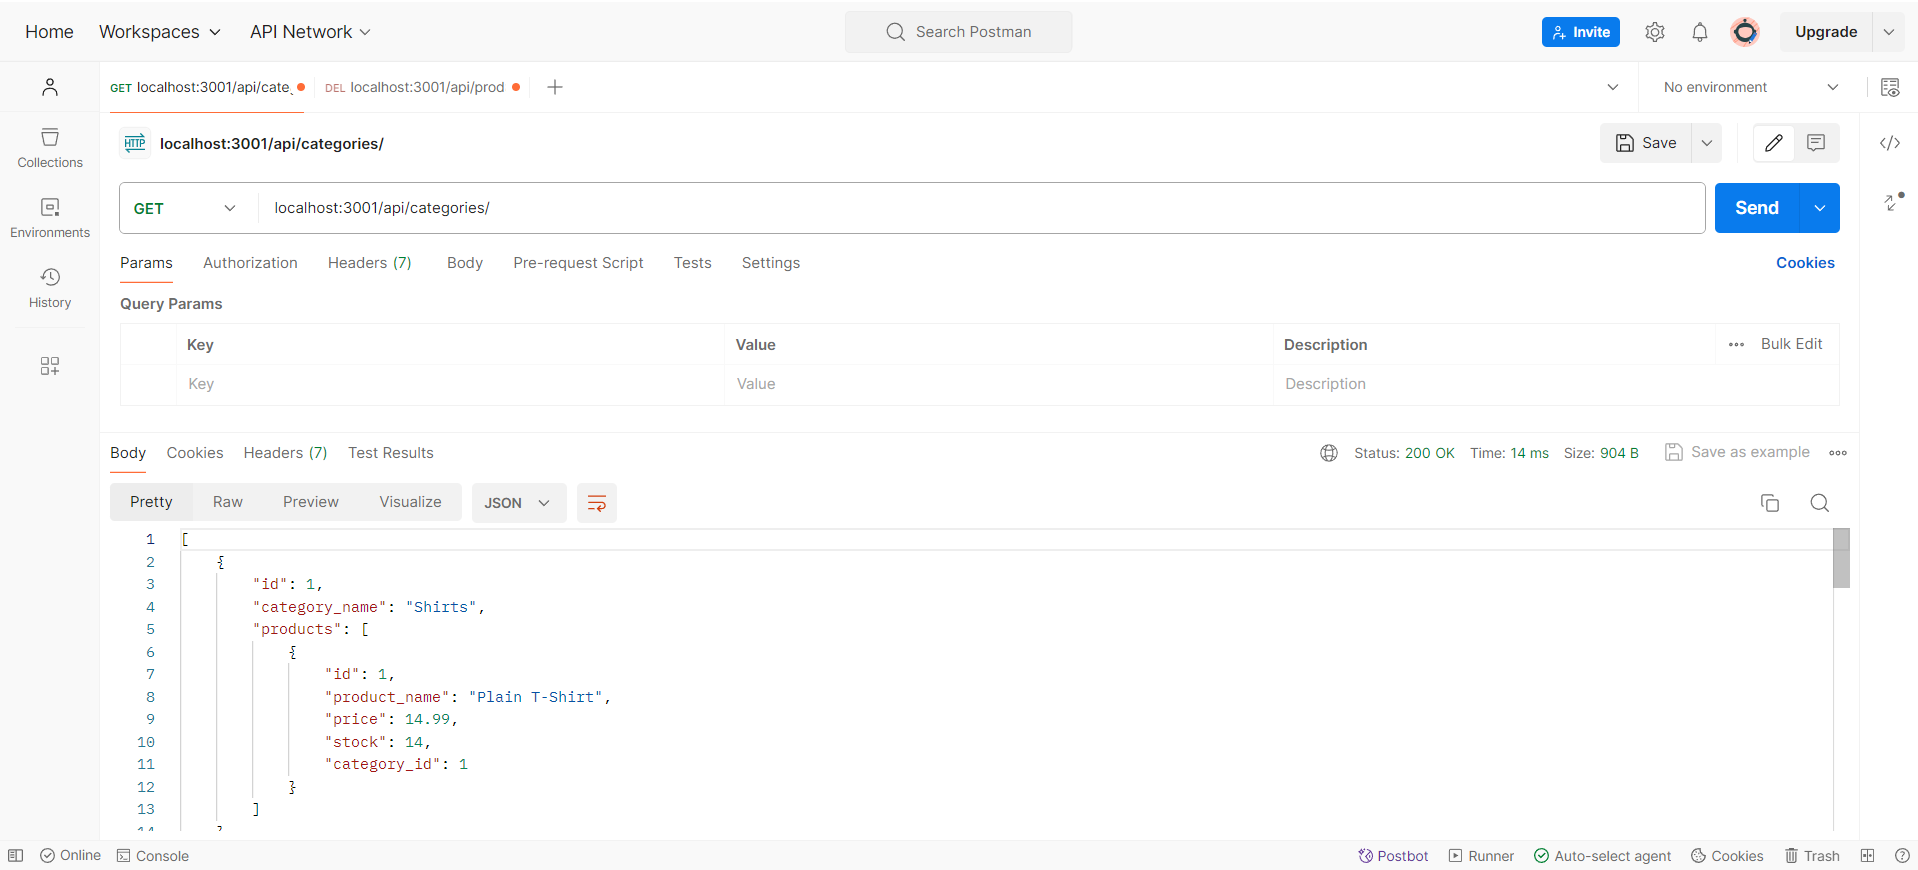 Home Workspaces API Network Search Postman Invite Upgrade
GET localhost:3001/api/cate DEL localhost:3001/api/prod No environment
HTTP localhost:3001/api/categories/ Save
Collections
GET localhost:3001/api/categories/ Send
Environments
Params Authorization Headers (7) Body Pre-request Script Tests Settings Cookies
History
Query Params
Key Value Description Bulk Edit
Key Value Description
Body Cookies Headers (7) Test Results Status: 200 OK Time: 14 ms Size: 904 B Save as example
Pretty Raw Preview Visualize JSON
1 [
2 {
3 "id": 1,
4 "category_name": "Shirts",
5 "products": [
6 {
7 "id": 1,
8 "product_name": "Plain T-Shirt",
9 "price": 14.99,
10 "stock": 14,
11 "category_id": 1
12 }
13 ]
Online Console Postbot Runner Auto-select agent Cookies Trash